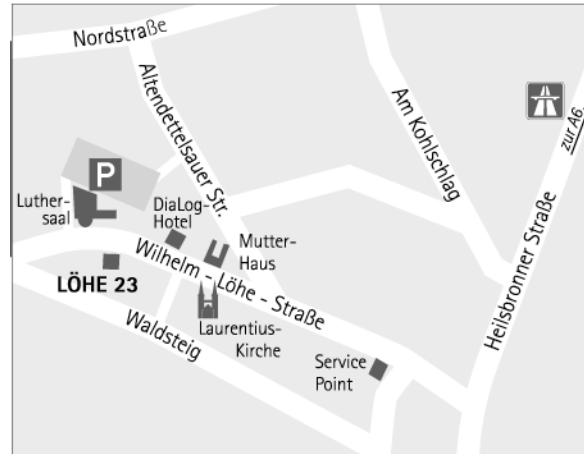 Nordstraße
Altendettelsauer Str.
Am Kohlschlag
zur A6
Heilsbronner Straße
P
Luther-
saal
DiaLog-
Hotel
Mutter-
Haus
Wilhelm - Löhe - Straße
LÖHE 23
Laurentius-
Kirche
Waldsteig
Service
Point